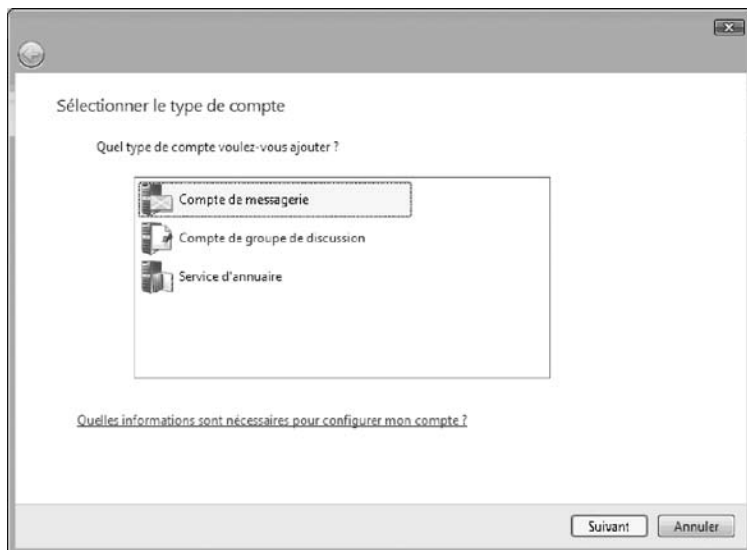 Sélectionner le type de compte
Quel type de compte voulez-vous ajouter ?
Compte de messagerie
Compte de groupe de discussion
Service d'annuaire
Quelles informations sont nécessaires pour configurer mon compte ?
Suivant
Annuler